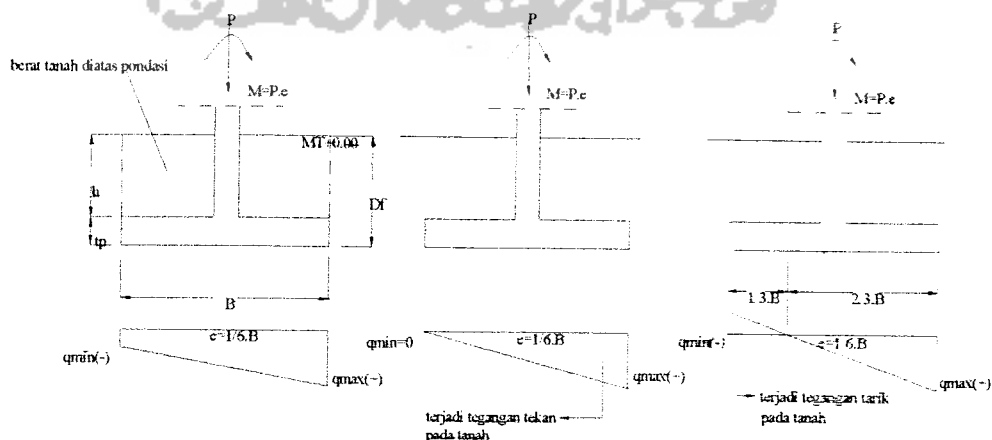 P
P
P
berat tanah diatas pondasi
M=P.e
M=P.e
M=P.e
MT ±0.00
h
Df
tp
B
1/3.B
2/3.B
e=1/6.B
e=1/6.B
e=1/6.B
qmin(-)
qmin=0
qmin(-)
qmax(-)
qmax(-)
qmax(-)
terjadi tegangan tekan
pada tanah
terjadi tegangan tarik
pada tanah